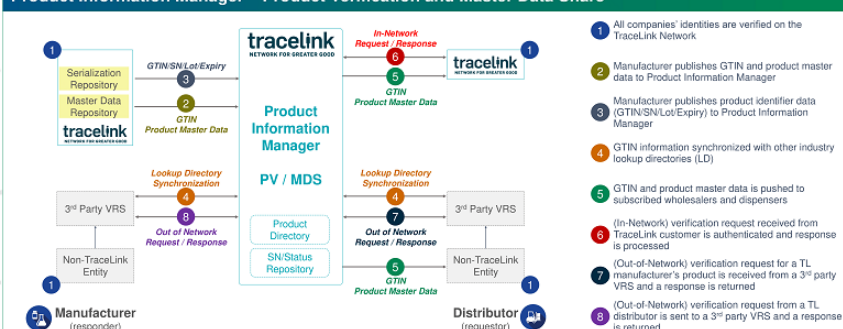 Product Information Manager – Product Verification and Master Data Share
tracelink
NETWORK FOR GREATER GOOD
In-Network
Request / Response
1
6
1
GTIN/SN/Lot/Expiry
Serialization
Repository
3
tracelink
NETWORK FOR GREATER GOOD
5
Master Data
Repository
2
GTIN
Product Master Data
GTIN
Product Master Data
tracelink
NETWORK FOR GREATER GOOD
Product
Information
Manager
PV / MDS
Lookup Directory
Synchronization
Lookup Directory
Synchronization
4
4
3rd Party VRS
3rd Party VRS
8
7
Out of Network
Request / Response
Out of Network
Request / Response
Product
Directory
SN/Status
Repository
Non-TraceLink
Entity
Non-TraceLink
Entity
5
1
1
GTIN
Product Master Data
Manufacturer
(responder)
Distributor
(requestor)
1
All companies' identities are verified on the
TraceLink Network
2
Manufacturer publishes GTIN and product master
data to Product Information Manager
3
Manufacturer publishes product identifier data
(GTIN/SN/Lot/Expiry) to Product Information
Manager
4
GTIN information synchronized with other industry
lookup directories (LD)
5
GTIN and product master data is pushed to
subscribed wholesalers and dispensers
6
(In-Network) verification request received from
TraceLink customer is authenticated and response
is processed
7
(Out-of-Network) verification request for a TL
manufacturer's product is received from a 3rd party
VRS and a response is returned
8
(Out-of-Network) verification request from a TL
distributor is sent to a 3rd party VRS and a response
is returned